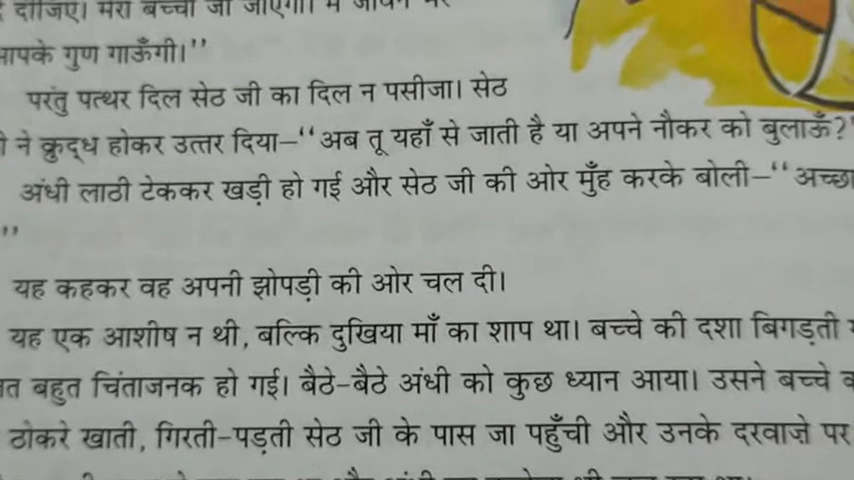 दीजिए। मेरा बच्चा जी जाएगा। मैं जीवन भर
आपके गुण गाऊँगी।''
परंतु पत्थर दिल सेठ जी का दिल न पसीजा। सेठ
ने क्रुद्ध होकर उत्तर दिया–''अब तू यहाँ से जाती है या अपने नौकर को बुलाऊँ?'
अंधी लाठी टेककर खड़ी हो गई और सेठ जी की ओर मुँह करके बोली–''अच्छा
''
यह कहकर वह अपनी झोपड़ी की ओर चल दी।
यह एक आशीष न थी, बल्कि दुखिया माँ का शाप था। बच्चे की दशा बिगड़ती
बहुत चिंताजनक हो गई। बैठे-बैठे अंधी को कुछ ध्यान आया। उसने बच्चे
ठोकरे खाती, गिरती-पड़ती सेठ जी के पास जा पहुँची और उनके दरवाज़े पर